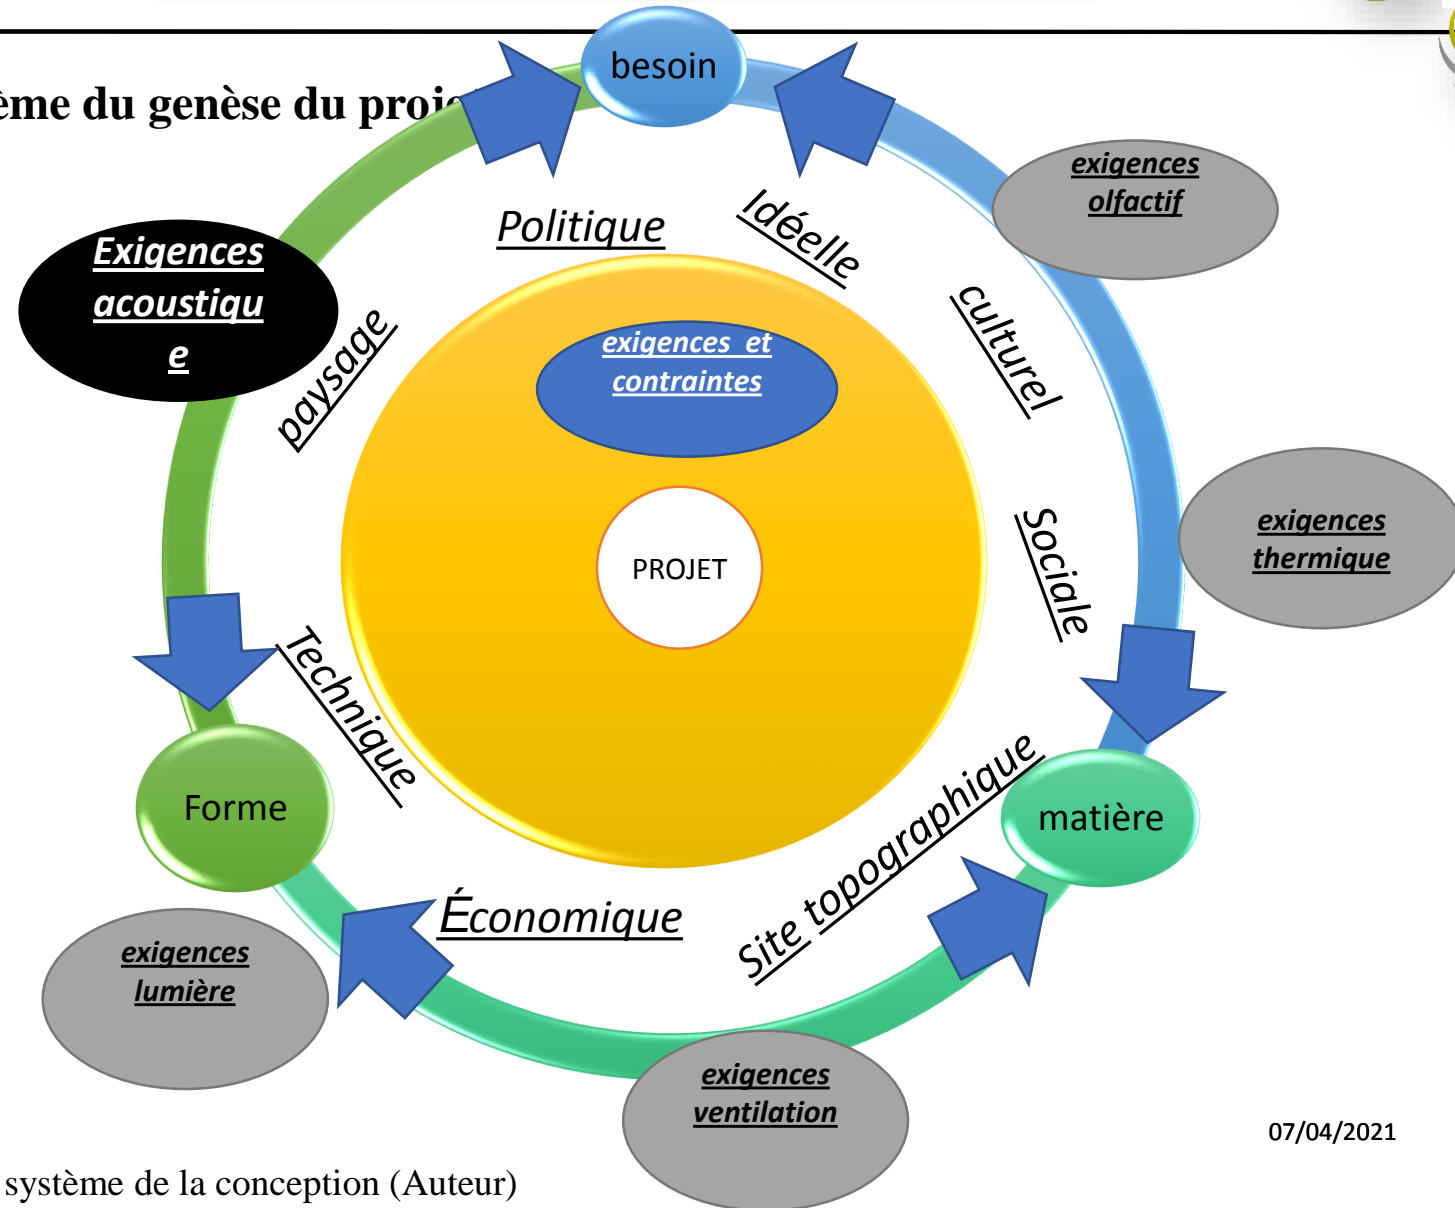 ème du genèse du proje
besoin
exigences
olfactif
Politique
Idéelle
Exigences
acoustiqu
e
paysage
culturel
exigences et
contraintes
Sociale
exigences
thermique
PROJET
Technique
Forme
matière
Site topographique
Économique
exigences
lumière
exigences
ventilation
07/04/2021
système de la conception (Auteur)